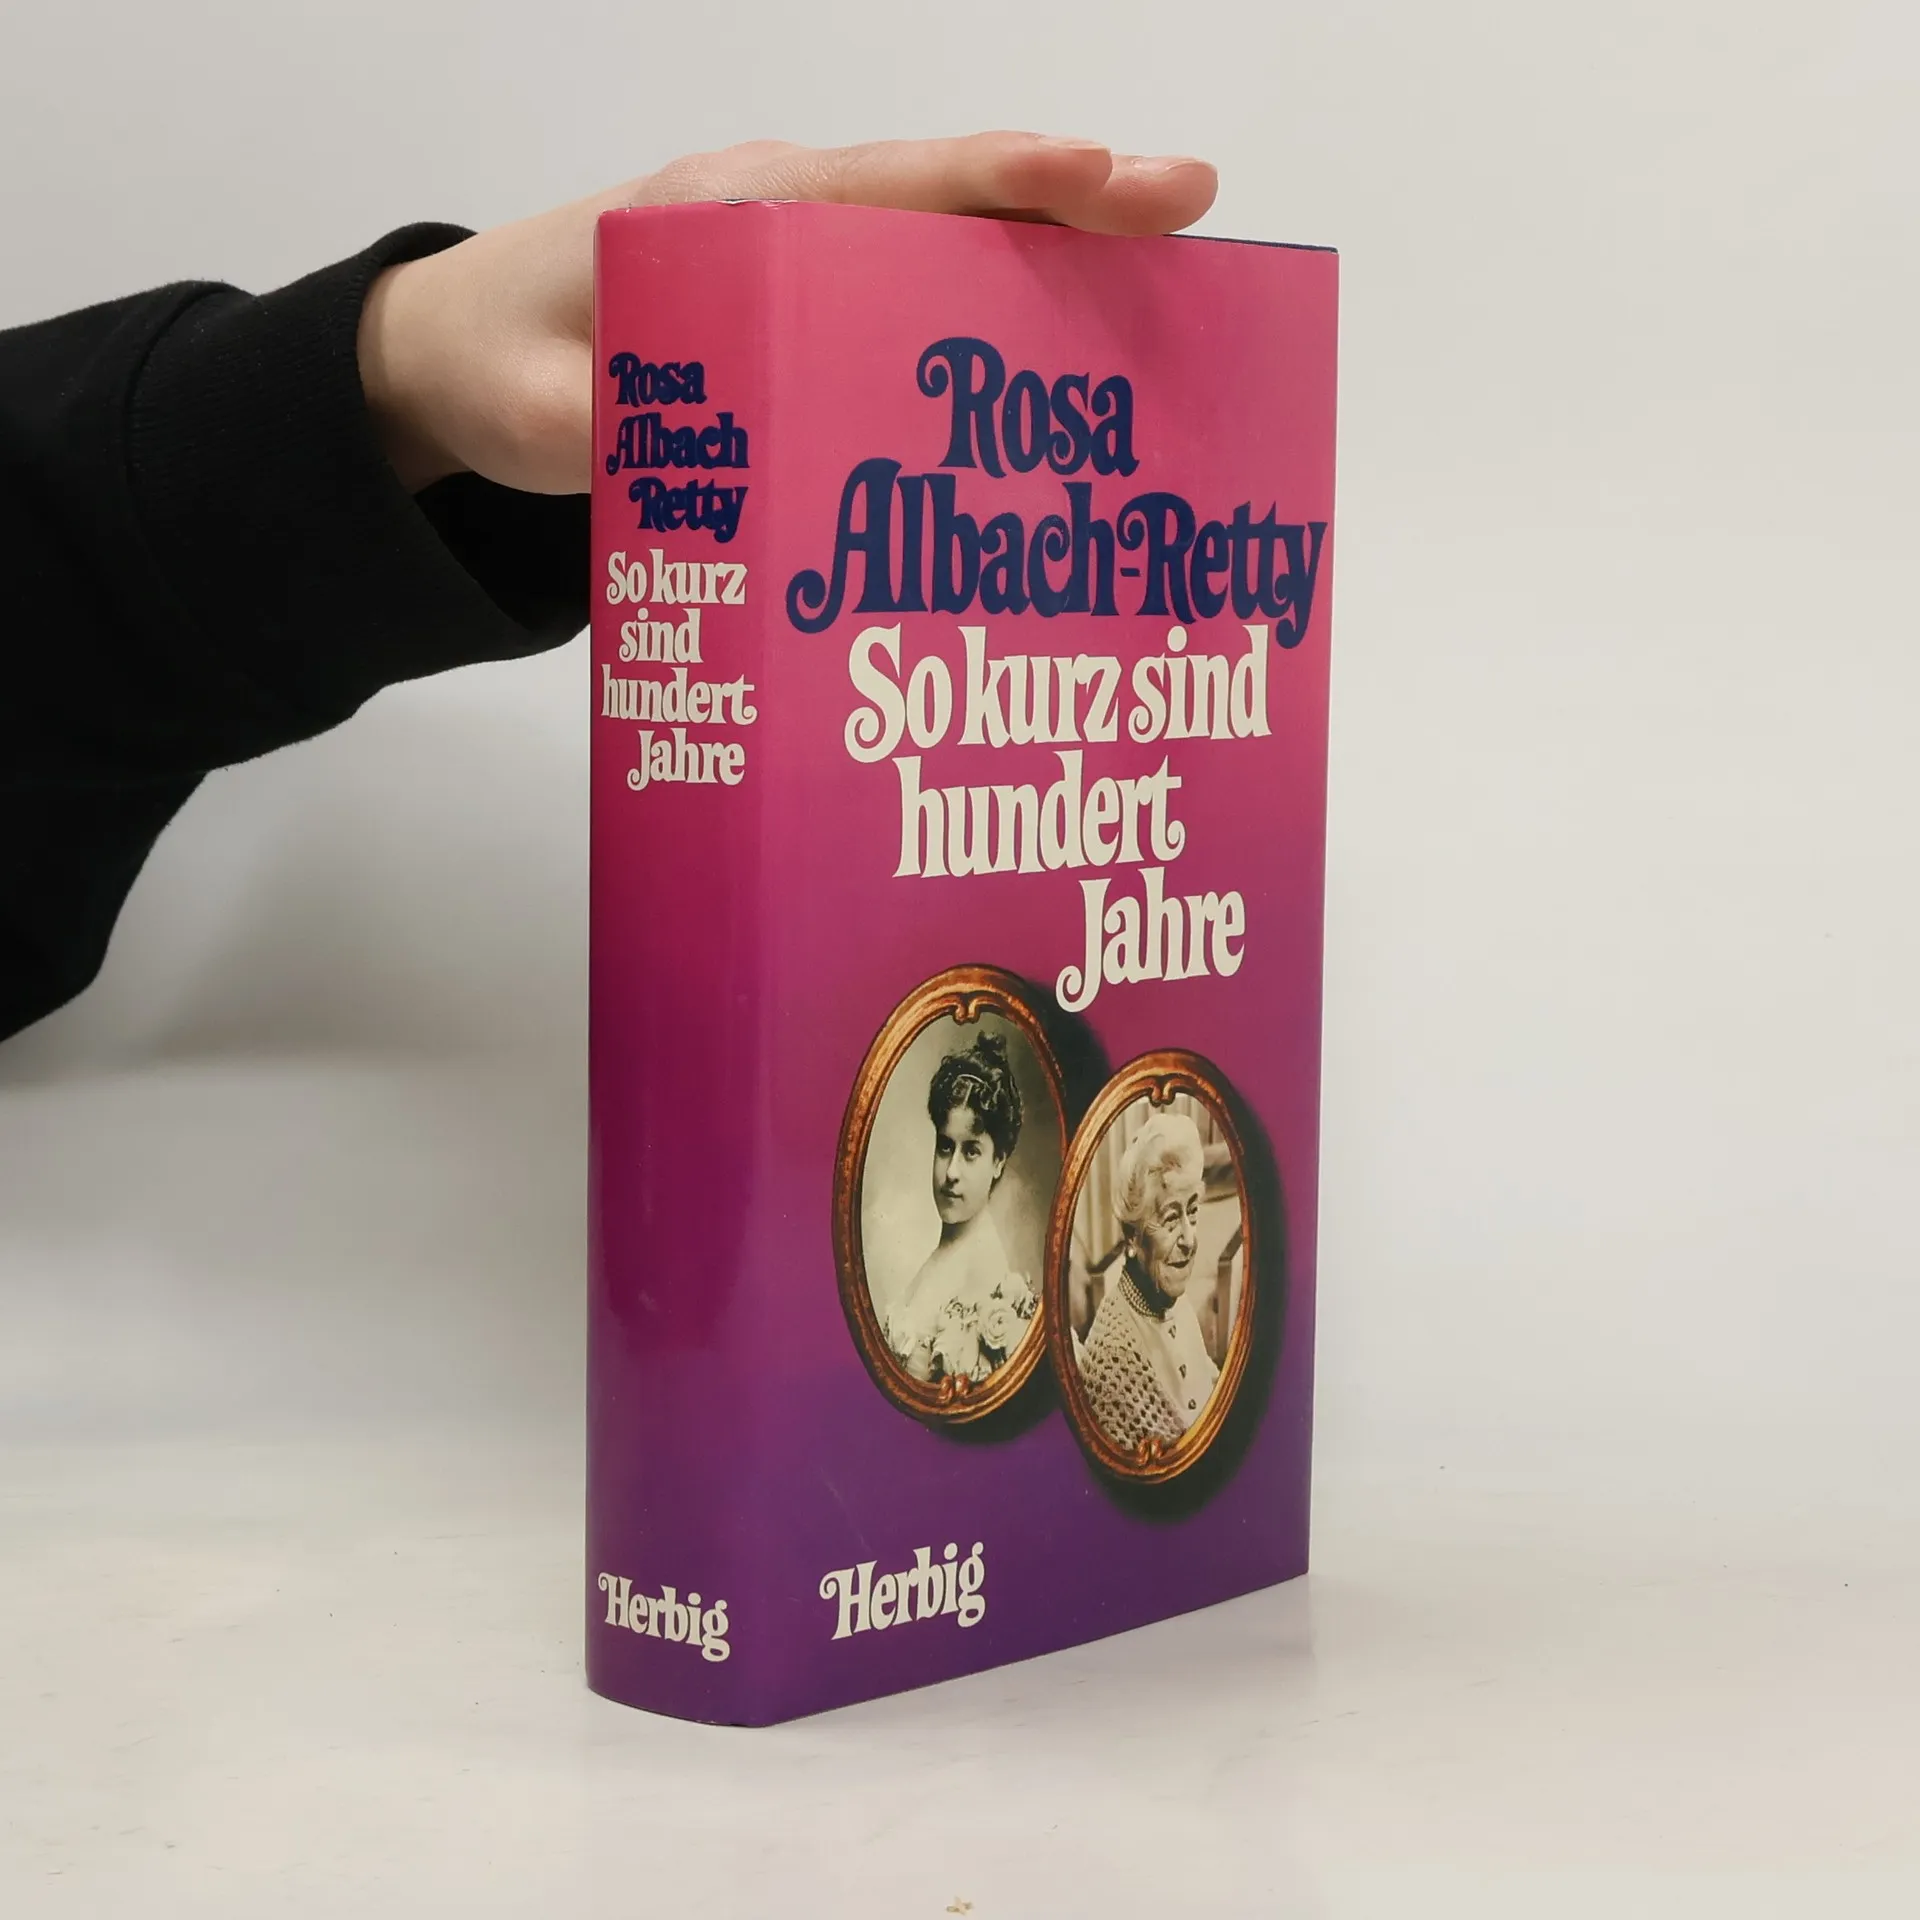 Rosa
Albach
Retty
So kurz
sind
hundert
Jahre
Herbig
Rosa
Albach-Retty
So kurz sind
hundert
Jahre
Herbig